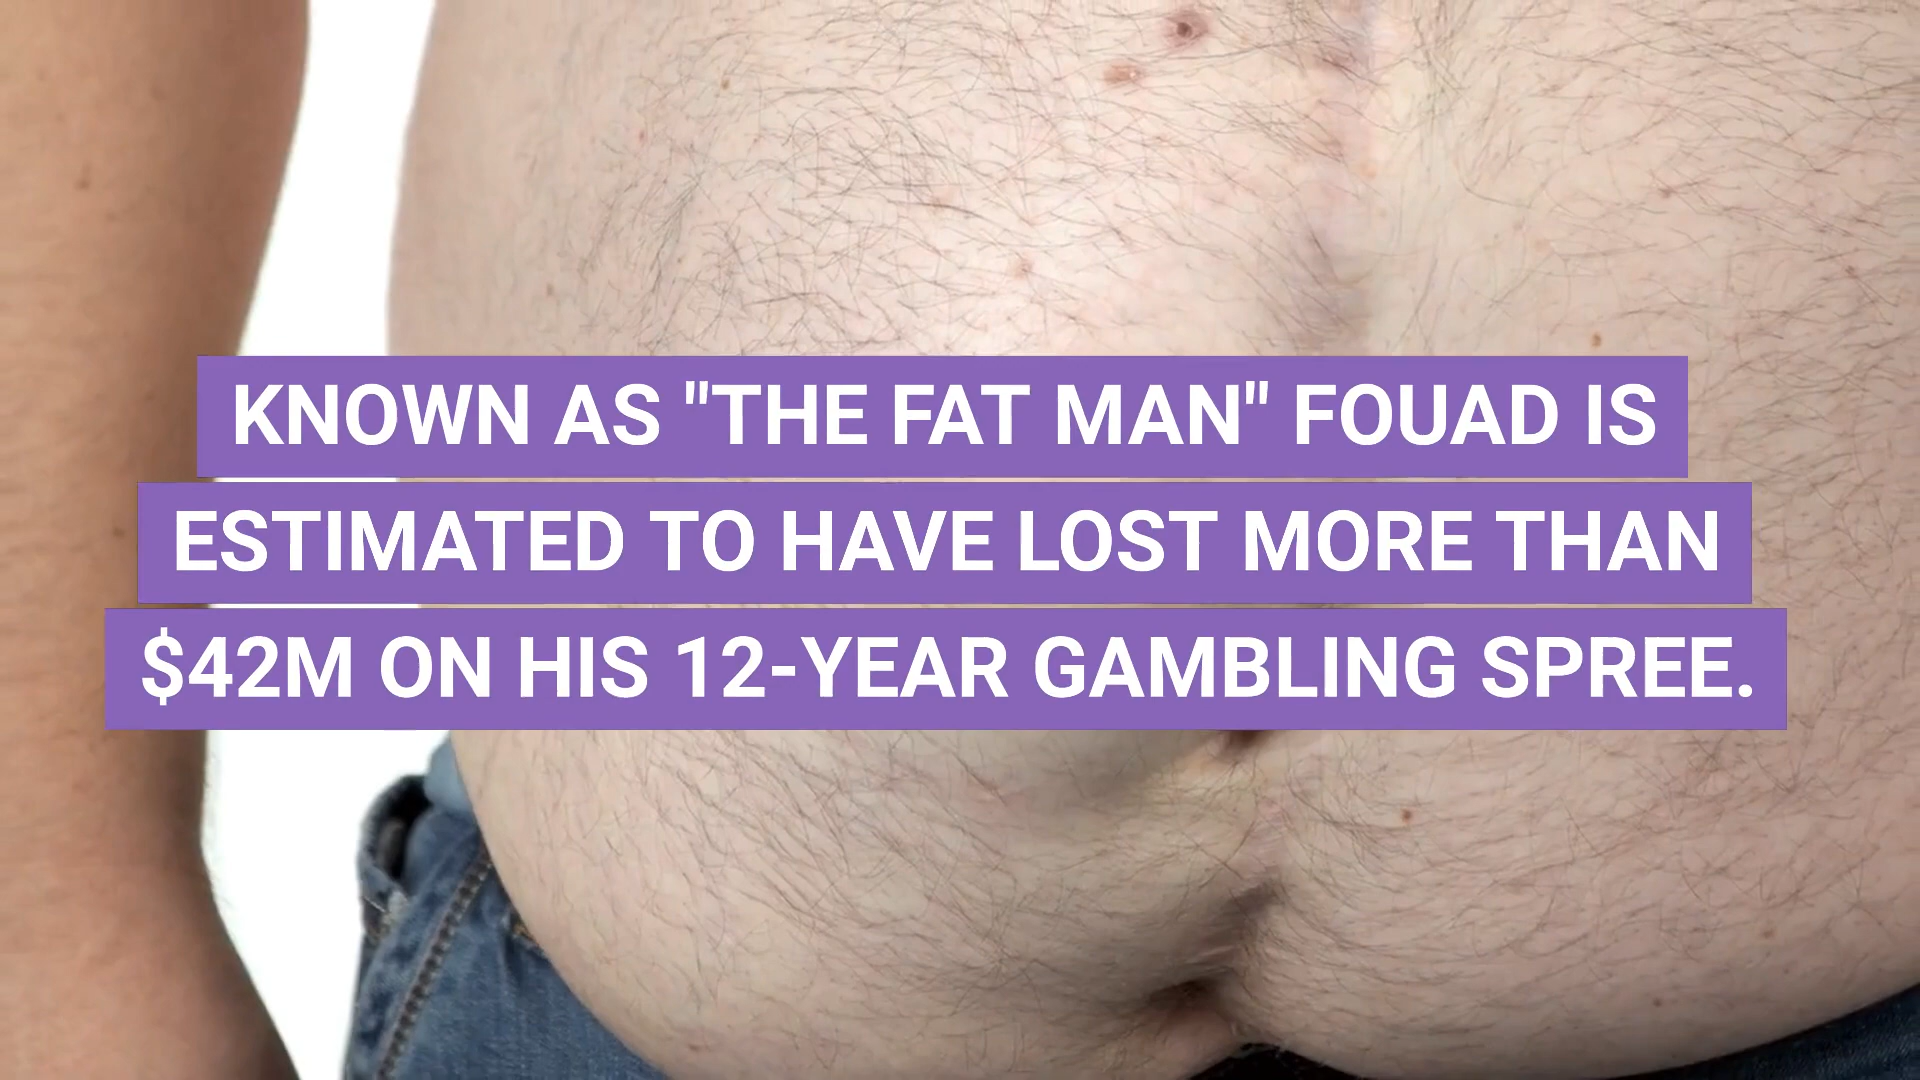 KNOWN AS "THE FAT MAN" FOUAD IS
ESTIMATED TO HAVE LOST MORE THAN
$42M ON HIS 12-YEAR GAMBLING SPREE.